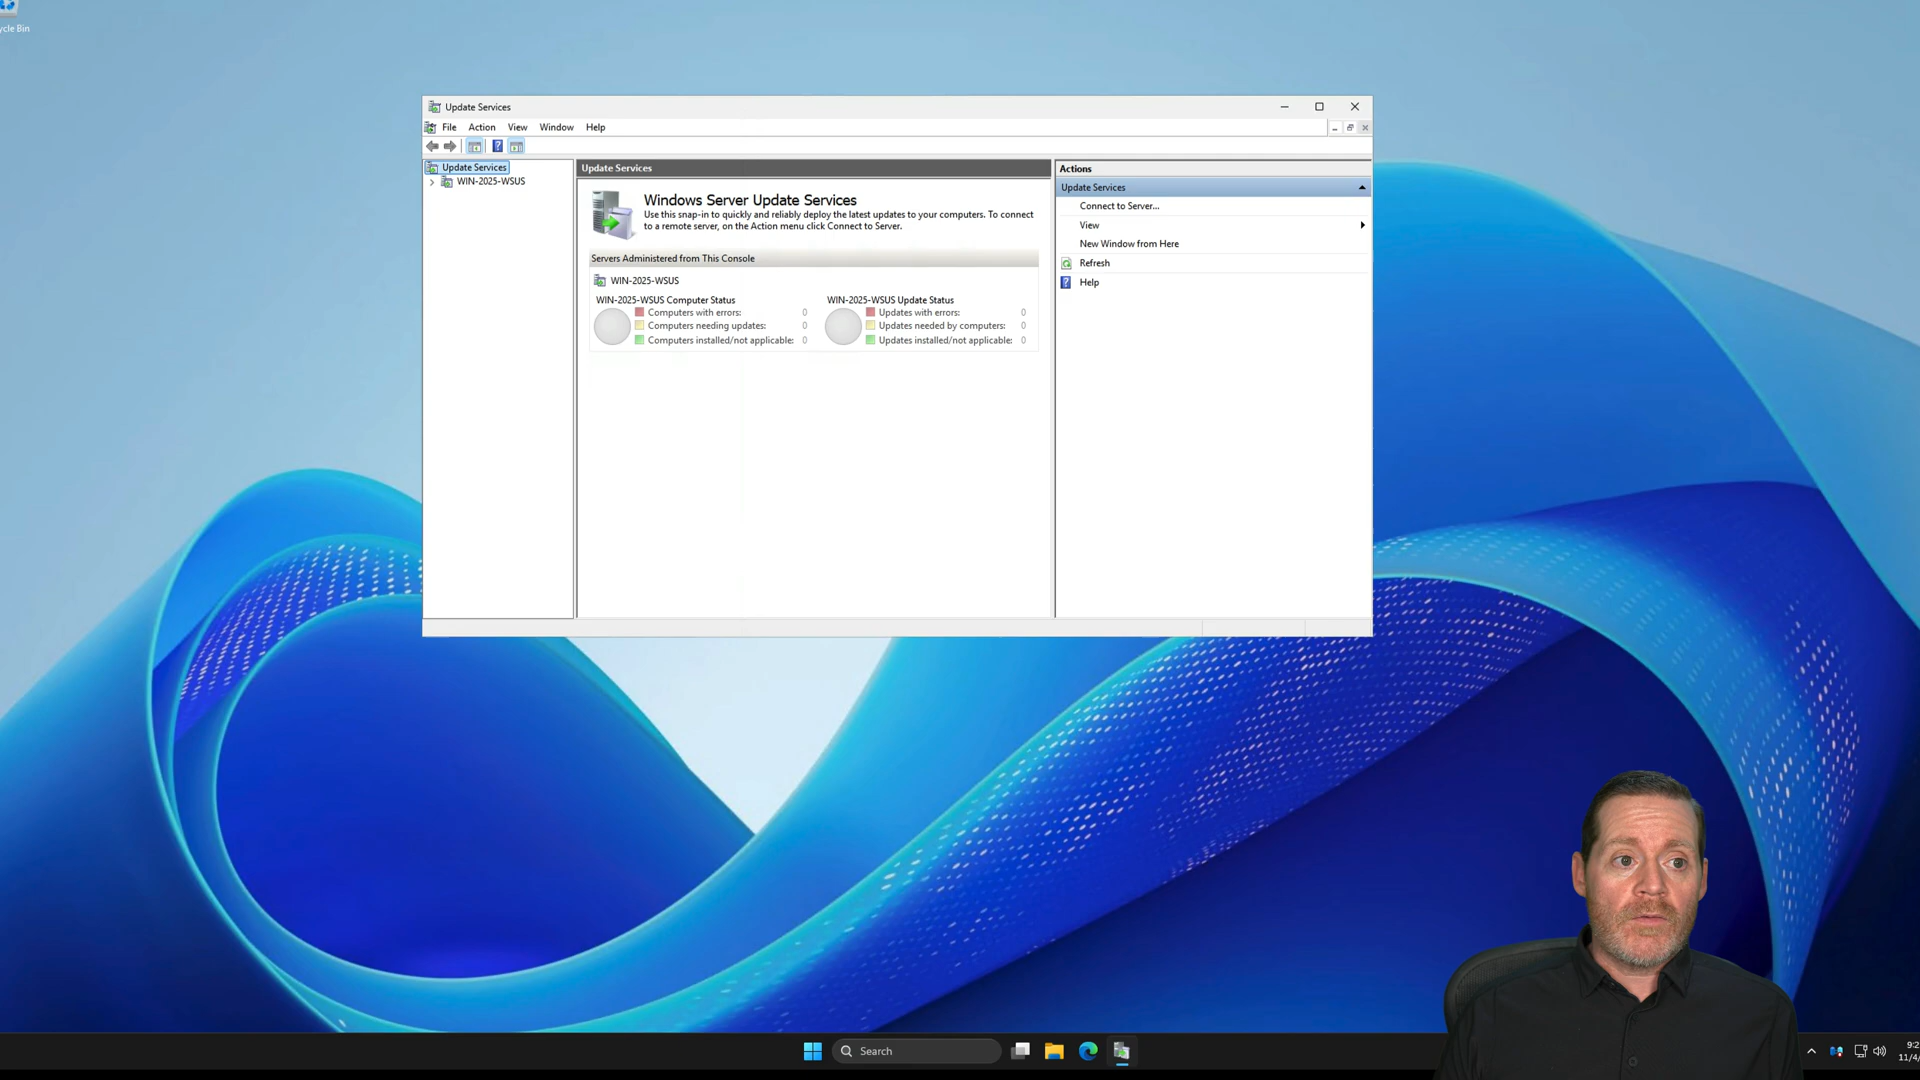 ycle Bin
Update Services
File Action View Window Help
Update Services
WIN-2025-WSUS
Update Services
Windows Server Update Services
Use this snap-in to quickly and reliably deploy the latest updates to your computers. To connect
to a remote server, on the Action menu click Connect to Server.
Servers Administered from This Console
WIN-2025-WSUS
WIN-2025-WSUS Computer Status
Computers with errors: 0
Computers needing updates: 0
Computers installed/not applicable: 0
WIN-2025-WSUS Update Status
Updates with errors: 0
Updates needed by computers: 0
Updates installed/not applicable: 0
Actions
Update Services
Connect to Server...
View
New Window from Here
Refresh
Help
Search
9:2
11/4/